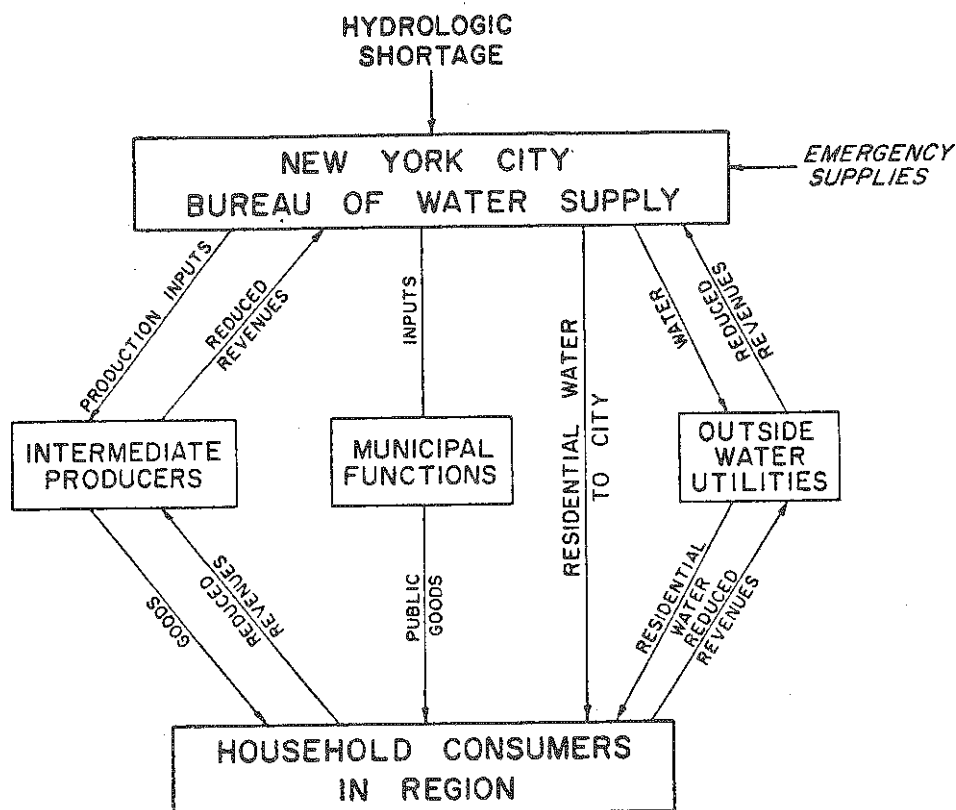 HYDROLOGIC
SHORTAGE
NEW YORK CITY
BUREAU OF WATER SUPPLY
EMERGENCY
SUPPLIES
PRODUCTION INPUTS
REDUCED
REVENUES
INPUTS
RESIDENTIAL WATER
TO CITY
WATER
REDUCED
REVENUES
INTERMEDIATE
PRODUCERS
MUNICIPAL
FUNCTIONS
OUTSIDE
WATER
UTILITIES
GOODS
REDUCED
REVENUES
PUBLIC
GOODS
RESIDENTIAL
WATER
REDUCED
REVENUES
HOUSEHOLD CONSUMERS
IN REGION